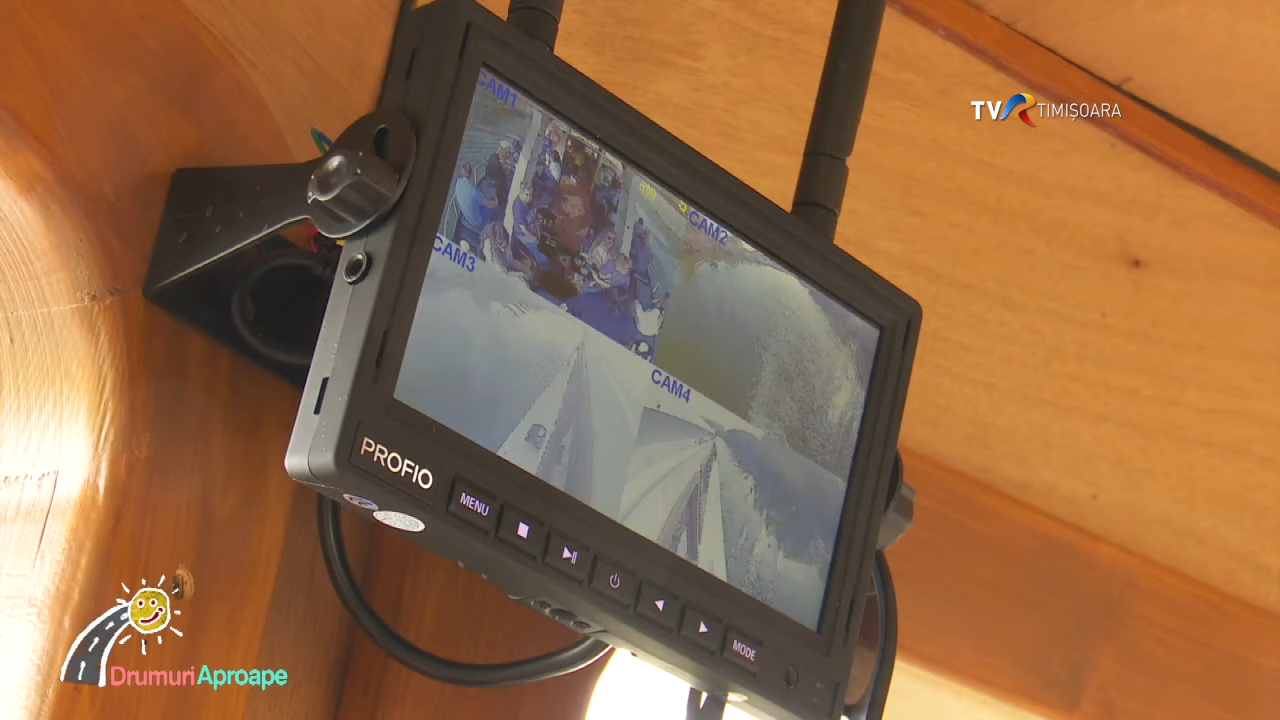 TVR TIMIȘOARA
CAM1
CAM2
CAM3
CAM4
PROFIO
MENU
MODE
DrumuriAproape